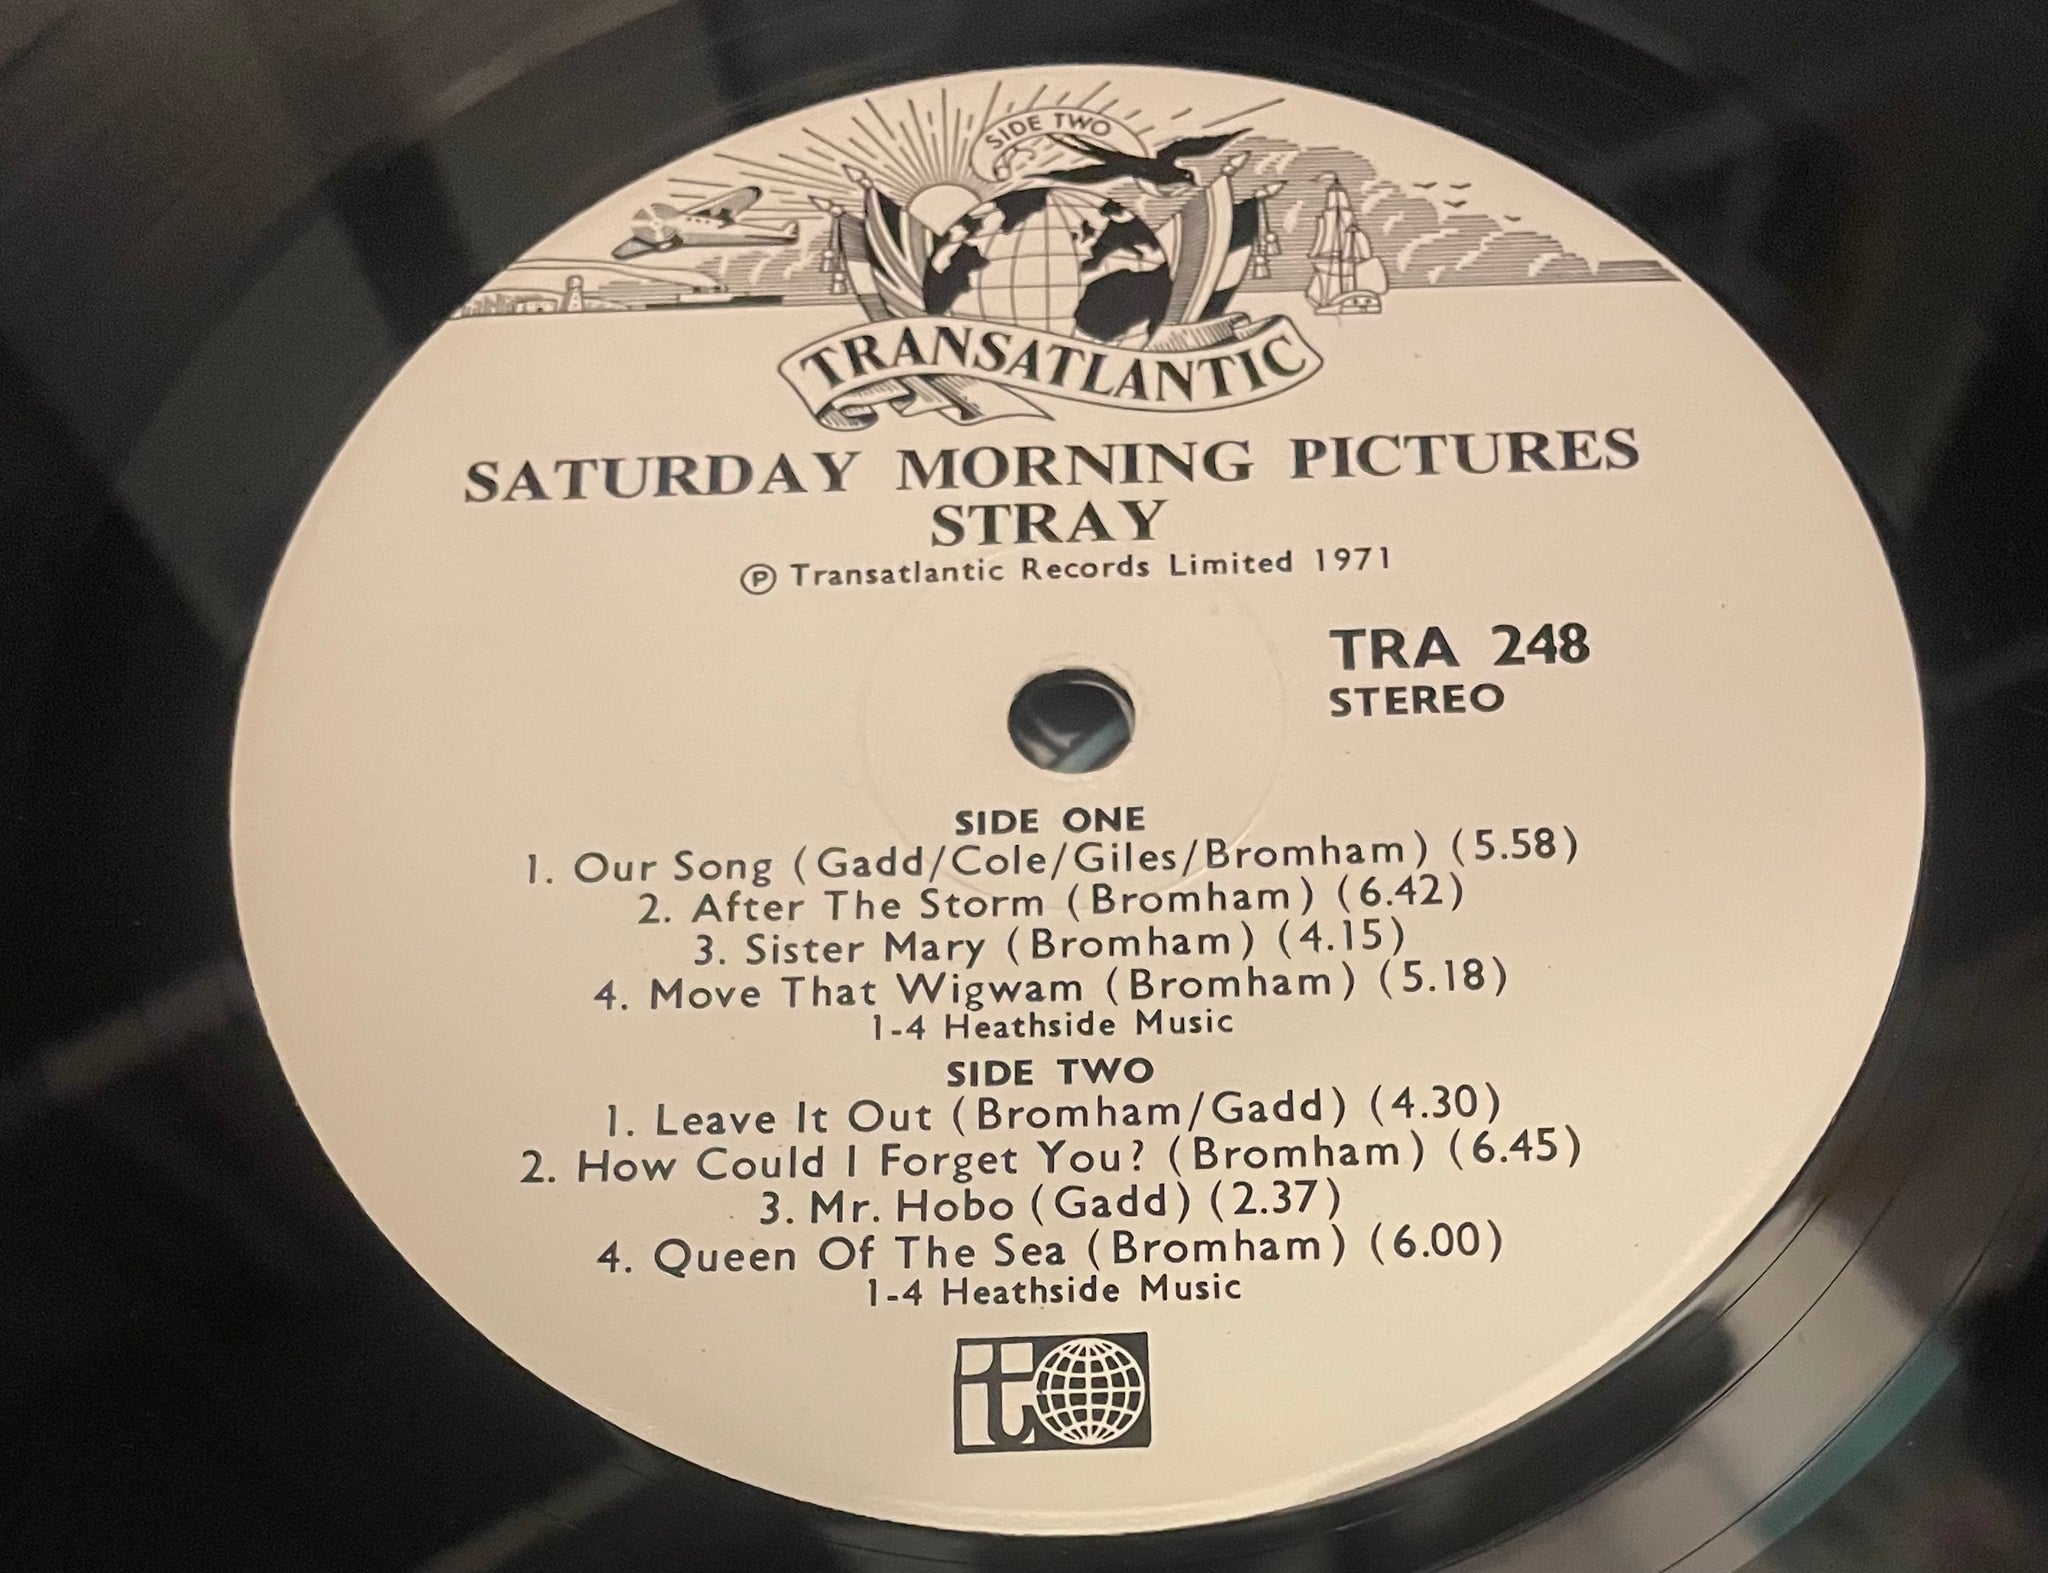 SIDE TWO
TRANSATLANTIC
SATURDAY MORNING PICTURES
STRAY
℗ Transatlantic Records Limited 1971
TRA 248
STEREO
SIDE ONE
1. Our Song (Gadd/Cole/Giles/Bromham) (5.58)
2. After The Storm (Bromham) (6.42)
3. Sister Mary (Bromham) (4.15)
4. Move That Wigwam (Bromham) (5.18)
1-4 Heathside Music
SIDE TWO
1. Leave It Out (Bromham/Gadd) (4.30)
2. How Could I Forget You? (Bromham) (6.45)
3. Mr. Hobo (Gadd) (2.37)
4. Queen Of The Sea (Bromham) (6.00)
1-4 Heathside Music
t